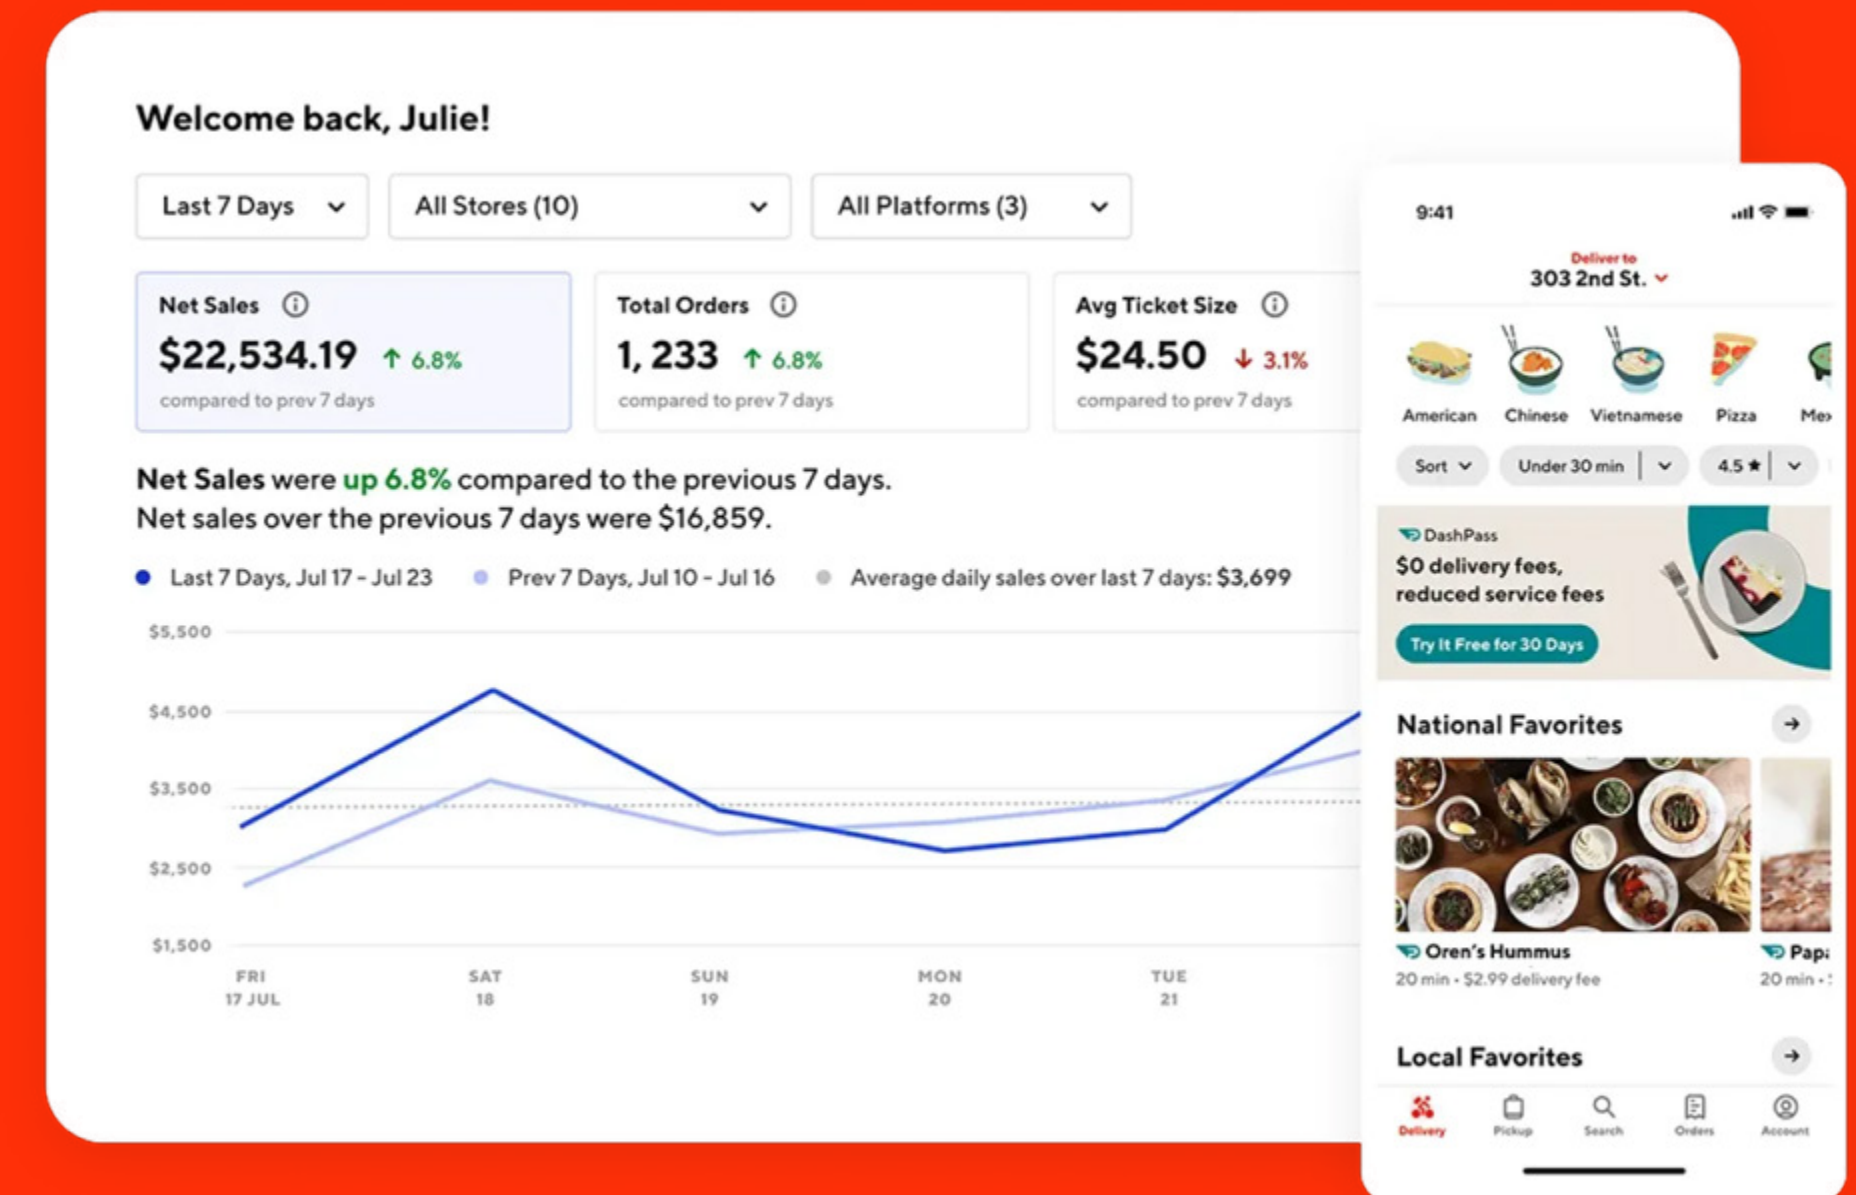 Welcome back, Julie!
Last 7 Days
All Stores (10)
All Platforms (3)
Net Sales
$22,534.19 ↑ 6.8%
compared to prev 7 days
Total Orders
1, 233 ↑ 6.8%
compared to prev 7 days
Avg Ticket Size
$24.50 ↓ 3.1%
compared to prev 7 days
Net Sales were up 6.8% compared to the previous 7 days.
Net sales over the previous 7 days were $16,859.
Last 7 Days, Jul 17 - Jul 23
Prev 7 Days, Jul 10 - Jul 16
Average daily sales over last 7 days: $3,699
$5,500
$4,500
$3,500
$2,500
$1,500
FRI
17 JUL
SAT
18
SUN
19
MON
20
TUE
21
9:41
Deliver to
303 2nd St.
American
Chinese
Vietnamese
Pizza
Sort
Under 30 min
4.5 ★
DashPass
$0 delivery fees,
reduced service fees
Try It Free for 30 Days
National Favorites
Oren's Hummus
20 min • $2.99 delivery fee
20 min •
Local Favorites
Delivery
Pickup
Search
Orders
Account